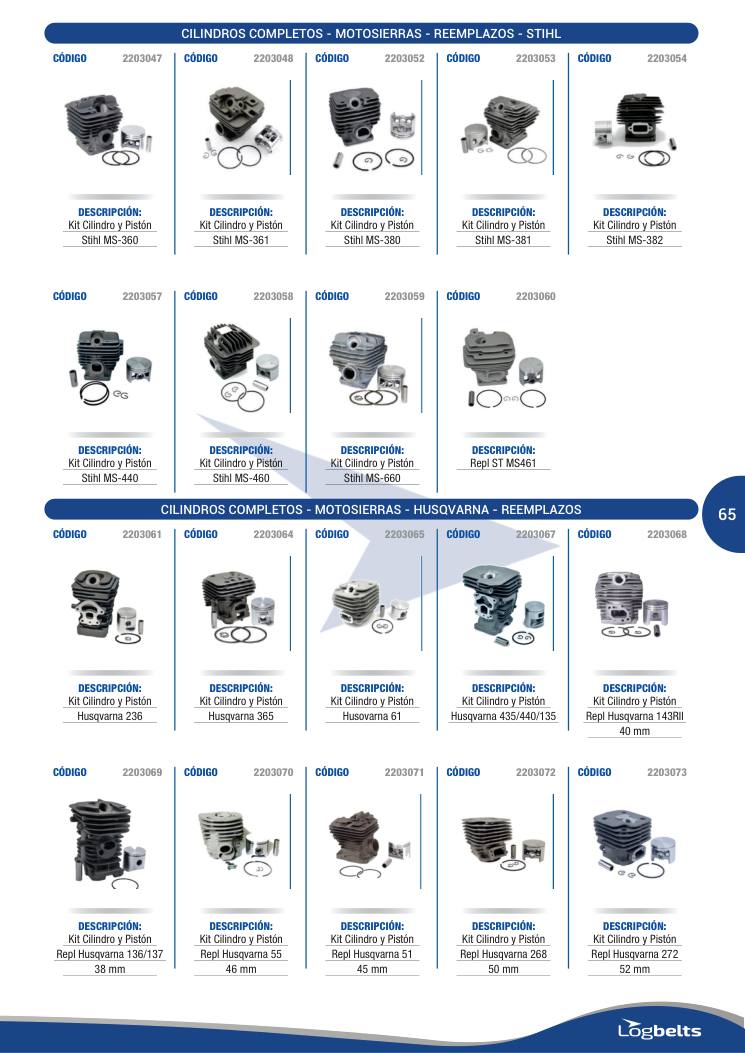 CILINDROS COMPLETOS - MOTOSIERRAS - REEMPLAZOS - STIHL
CÓDIGO 2203047
DESCRIPCIÓN:
Kit Cilindro y Pistón
Stihl MS-360
CÓDIGO 2203048
DESCRIPCIÓN:
Kit Cilindro y Pistón
Stihl MS-361
CÓDIGO 2203052
DESCRIPCIÓN:
Kit Cilindro y Pistón
Stihl MS-380
CÓDIGO 2203053
DESCRIPCIÓN:
Kit Cilindro y Pistón
Stihl MS-381
CÓDIGO 2203054
DESCRIPCIÓN:
Kit Cilindro y Pistón
Stihl MS-382
CÓDIGO 2203057
DESCRIPCIÓN:
Kit Cilindro y Pistón
Stihl MS-440
CÓDIGO 2203058
DESCRIPCIÓN:
Kit Cilindro y Pistón
Stihl MS-460
CÓDIGO 2203059
DESCRIPCIÓN:
Kit Cilindro y Pistón
Stihl MS-660
CÓDIGO 2203060
DESCRIPCIÓN:
Repl ST MS461
CILINDROS COMPLETOS - MOTOSIERRAS - HUSQVARNA - REEMPLAZOS
65
CÓDIGO 2203061
DESCRIPCIÓN:
Kit Cilindro y Pistón
Husqvarna 236
CÓDIGO 2203064
DESCRIPCIÓN:
Kit Cilindro y Pistón
Husqvarna 365
CÓDIGO 2203065
DESCRIPCIÓN:
Kit Cilindro y Pistón
Husovarna 61
CÓDIGO 2203067
DESCRIPCIÓN:
Kit Cilindro y Pistón
Husqvarna 435/440/135
CÓDIGO 2203068
DESCRIPCIÓN:
Kit Cilindro y Pistón
Repl Husqvarna 143RII
40 mm
CÓDIGO 2203069
DESCRIPCIÓN:
Kit Cilindro y Pistón
Repl Husqvarna 136/137
38 mm
CÓDIGO 2203070
DESCRIPCIÓN:
Kit Cilindro y Pistón
Repl Husqvarna 55
46 mm
CÓDIGO 2203071
DESCRIPCIÓN:
Kit Cilindro y Pistón
Repl Husqvarna 51
45 mm
CÓDIGO 2203072
DESCRIPCIÓN:
Kit Cilindro y Pistón
Repl Husqvarna 268
50 mm
CÓDIGO 2203073
DESCRIPCIÓN:
Kit Cilindro y Pistón
Repl Husqvarna 272
52 mm
Logbelts